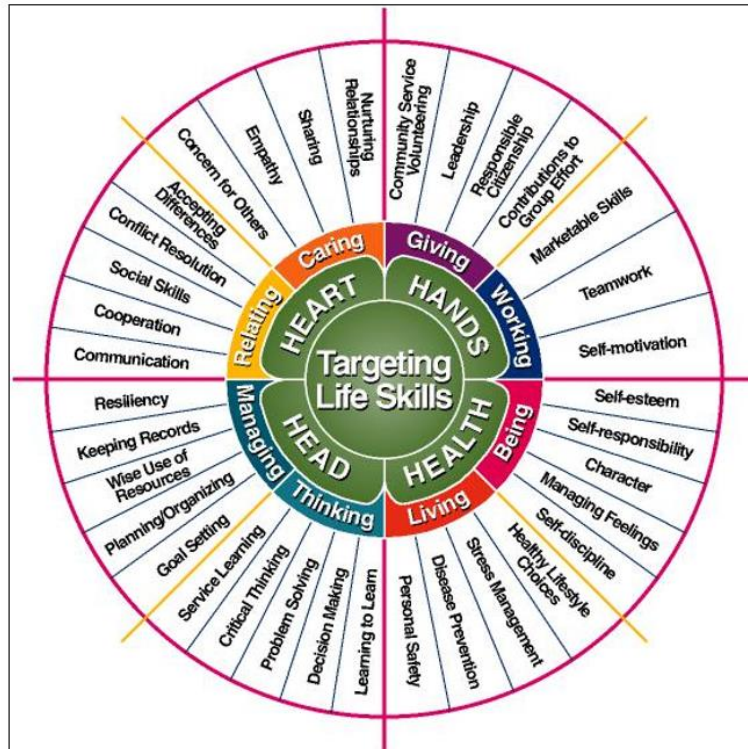 Targeting
Life Skills
HEART
HANDS
HEALTH
HEAD
Relating
Caring
Giving
Working
Being
Living
Thinking
Managing
Communication
Cooperation
Social Skills
Conflict Resolution
Accepting
Differences
Concern for Others
Empathy
Sharing
Nurturing
Relationships
Community Service
Volunteering
Leadership
Responsible
Citizenship
Contributions to
Group Effort
Marketable Skills
Teamwork
Self-motivation
Self-esteem
Self-responsibility
Character
Managing Feelings
Self-discipline
Healthy Lifestyle
Choices
Stress Management
Disease Prevention
Personal Safety
Learning to Learn
Decision Making
Problem Solving
Critical Thinking
Service Learning
Goal Setting
Planning/Organizing
Wise Use of
Resources
Keeping Records
Resiliency